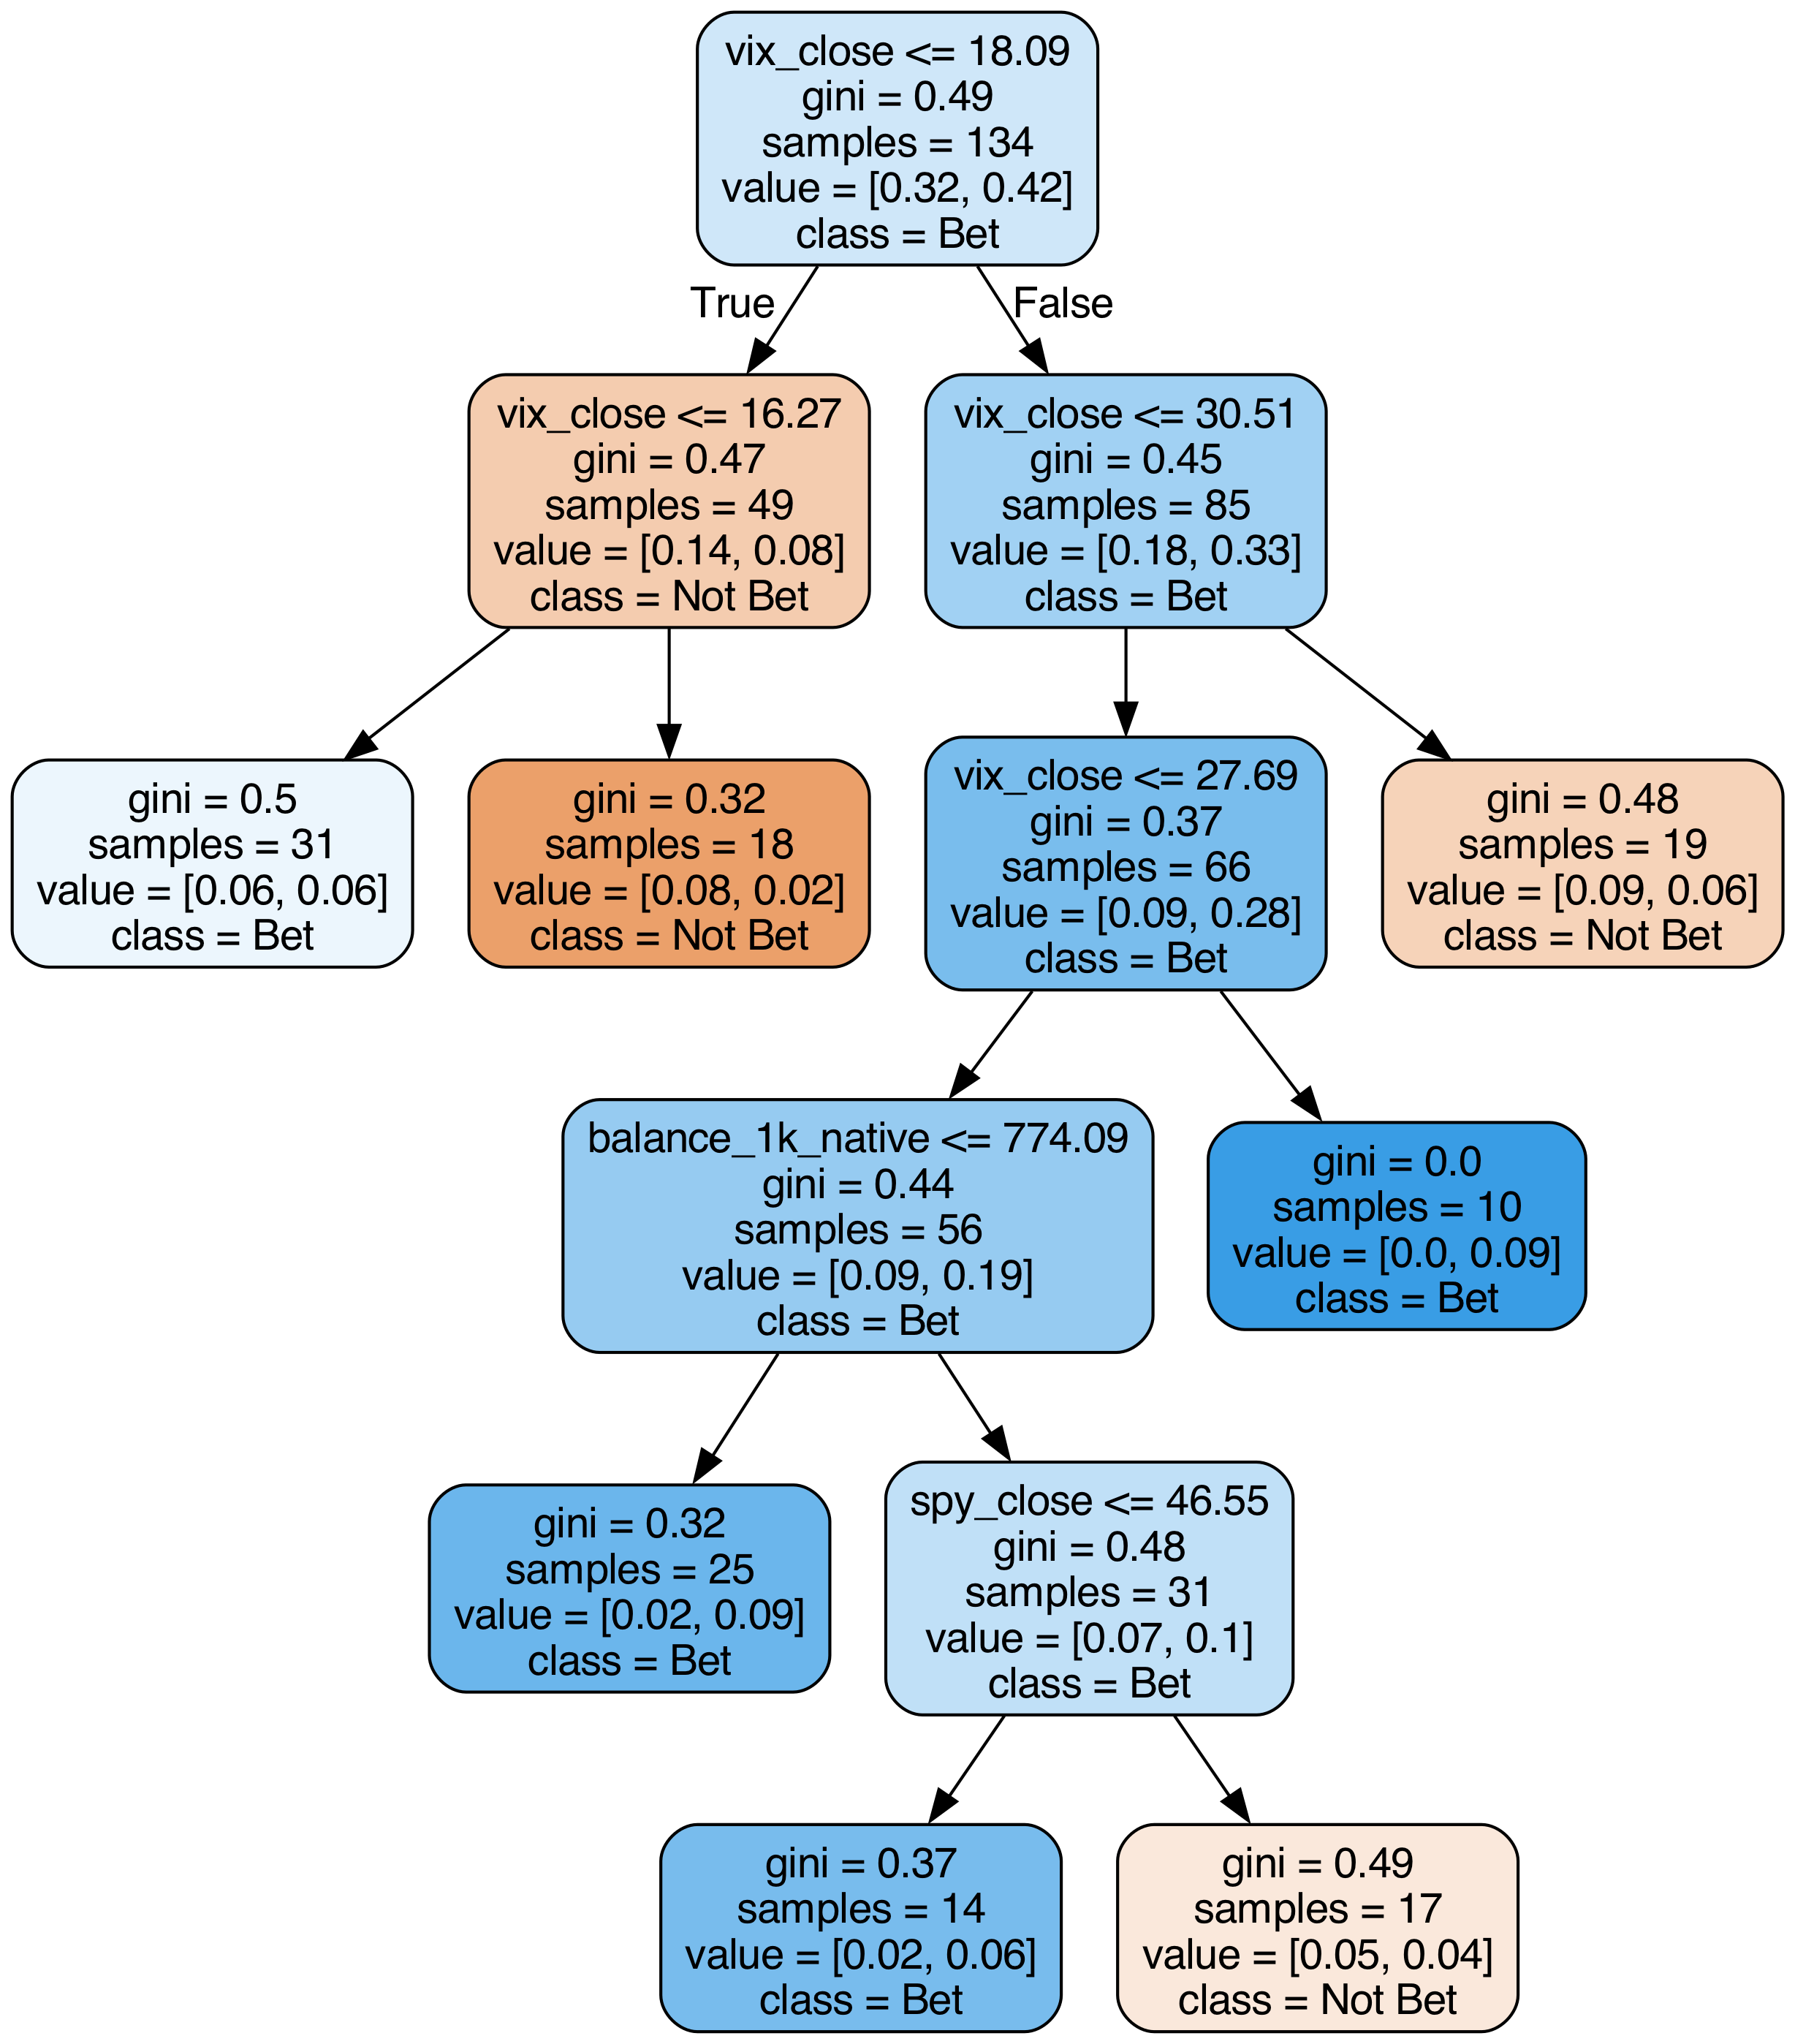 vix_close <= 18.09
gini = 0.49
samples = 134
value = [0.32, 0.42]
class = Bet
True
False
vix_close <= 16.27
gini = 0.47
samples = 49
value = [0.14, 0.08]
class = Not Bet
vix_close <= 30.51
gini = 0.45
samples = 85
value = [0.18, 0.33]
class = Bet
gini = 0.5
samples = 31
value = [0.06, 0.06]
class = Bet
gini = 0.32
samples = 18
value = [0.08, 0.02]
class = Not Bet
vix_close <= 27.69
gini = 0.37
samples = 66
value = [0.09, 0.28]
class = Bet
gini = 0.48
samples = 19
value = [0.09, 0.06]
class = Not Bet
balance_1k_native <= 774.09
gini = 0.44
samples = 56
value = [0.09, 0.19]
class = Bet
gini = 0.0
samples = 10
value = [0.0, 0.09]
class = Bet
gini = 0.32
samples = 25
value = [0.02, 0.09]
class = Bet
spy_close <= 46.55
gini = 0.48
samples = 31
value = [0.07, 0.1]
class = Bet
gini = 0.37
samples = 14
value = [0.02, 0.06]
class = Bet
gini = 0.49
samples = 17
value = [0.05, 0.04]
class = Not Bet